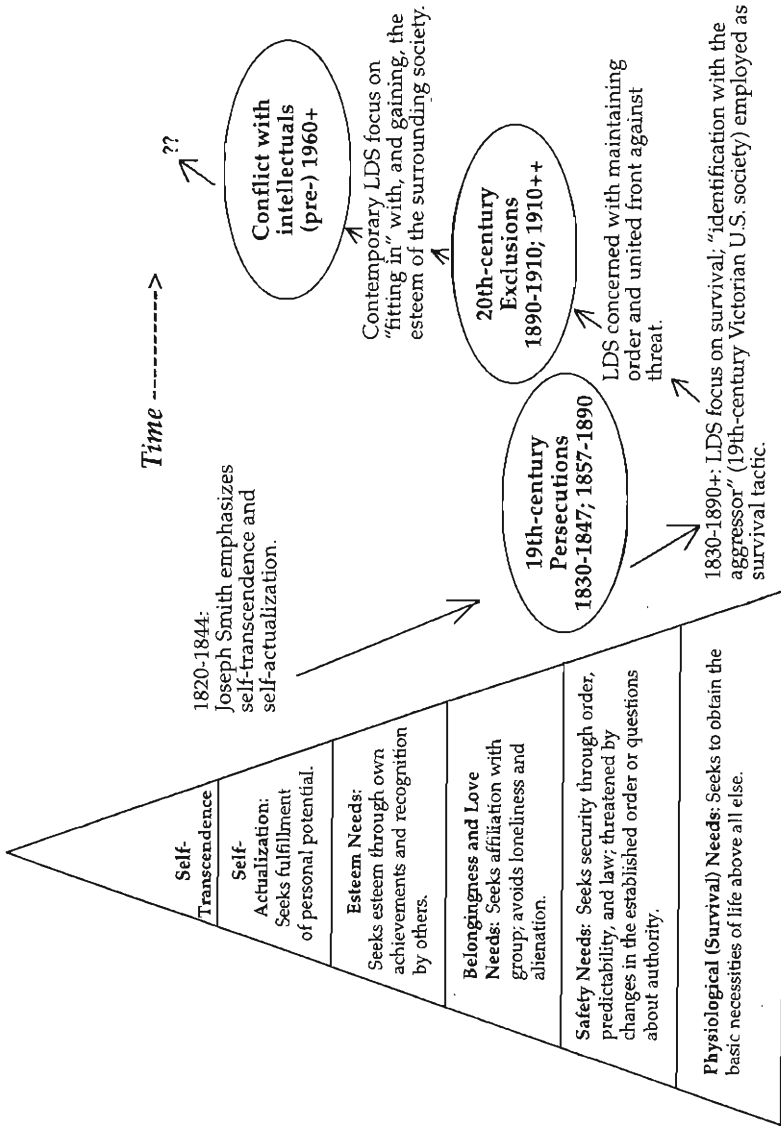 Self-
Transcendence
Self-
Actualization:
Seeks fulfillment
of personal potential.
Esteem Needs:
Seeks esteem through own
achievements and recognition
by others.
Belongingness and Love
Needs: Seeks affiliation with
group; avoids loneliness and
alienation.
Safety Needs: Seeks security through order,
predictability, and law; threatened by
changes in the established order or questions
about authority.
Physiological (Survival) Needs: Seeks to obtain the
basic necessities of life above all else.
Time ---------->
1820-1844:
Joseph Smith emphasizes
self-transcendence and
self-actualization.
19th-century
Persecutions
1830-1847; 1857-1890
1830-1890+: LDS focus on survival; "identification with the
aggressor" (19th-century Victorian U.S. society) employed as
survival tactic.
LDS concerned with maintaining
order and united front against
threat.
20th-century
Exclusions
1890-1910; 1910++
Contemporary LDS focus on
"fitting in" with, and gaining, the
esteem of the surrounding society.
Conflict with
intellectuals
(pre-) 1960+
??